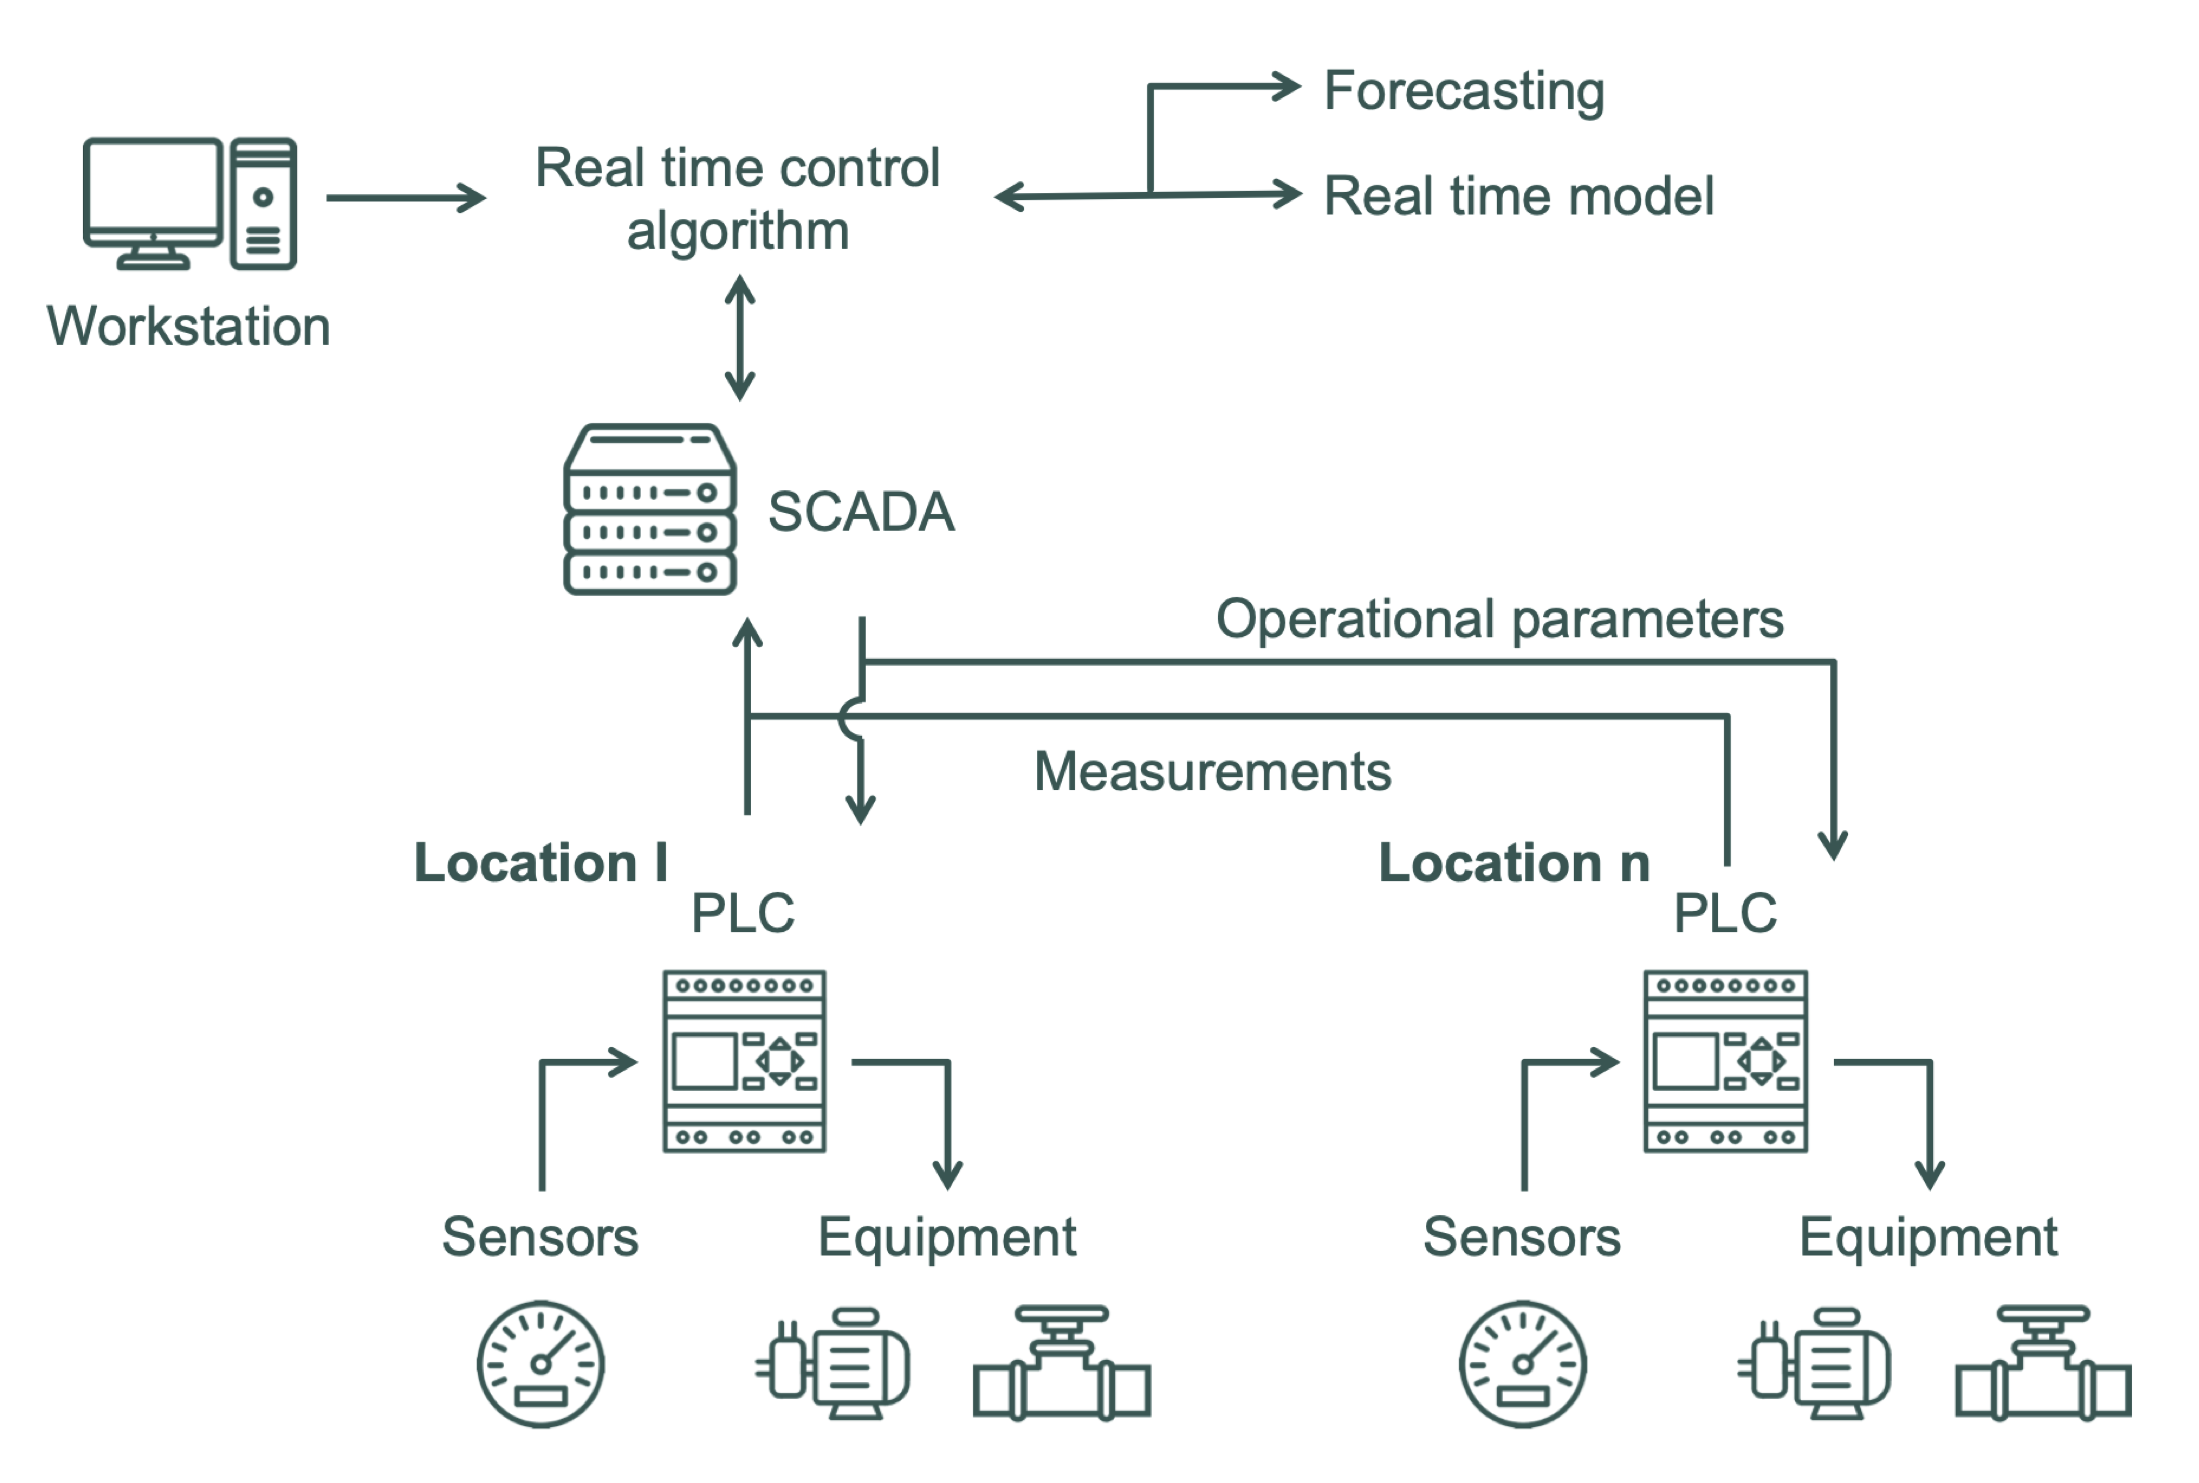 Forecasting
Real time control
algorithm
Real time model
Workstation
SCADA
Operational parameters
Measurements
Location I
PLC
Location n
PLC
Sensors
Equipment
Sensors
Equipment